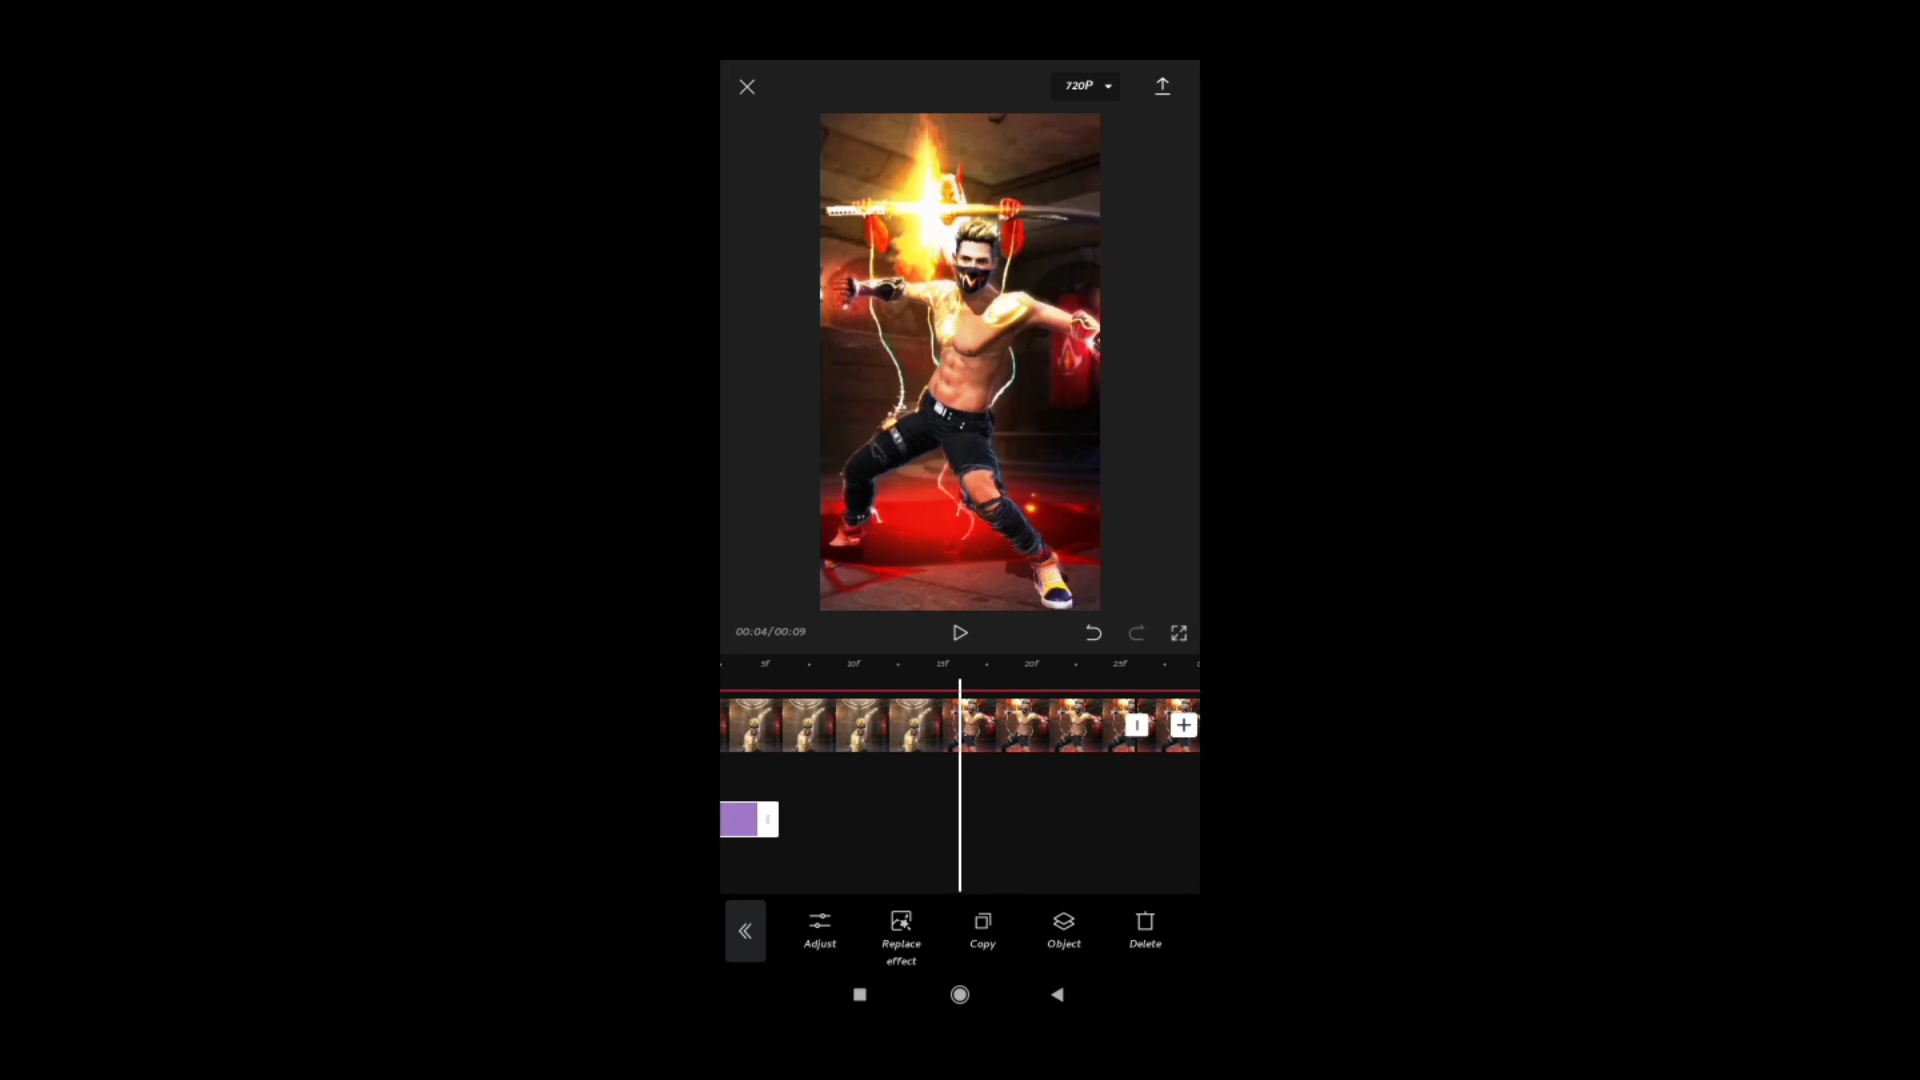 720P
00:04/00:09
5f 10f 15f 20f 25f
Adjust Replace effect Copy Object Delete